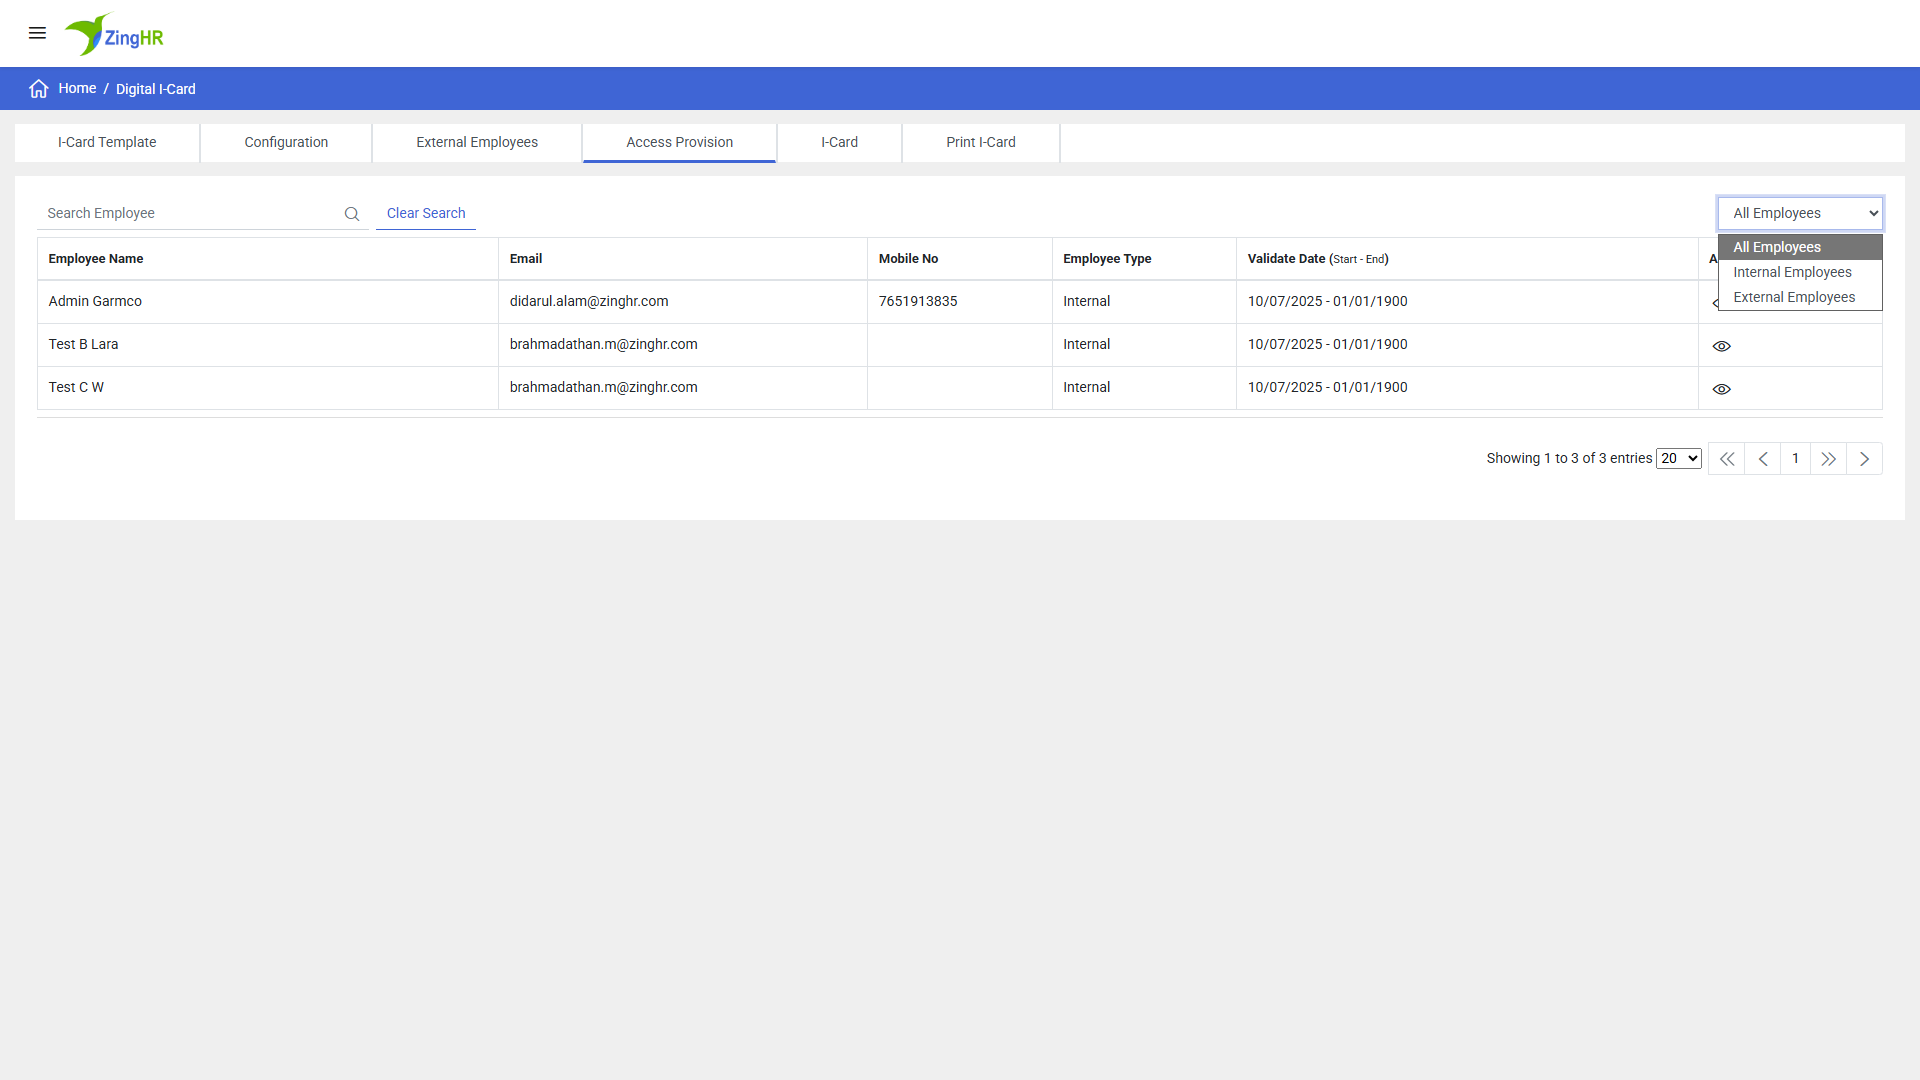 ZingHR
Home / Digital I-Card
I-Card Template Configuration External Employees Access Provision I-Card Print I-Card
Search Employee Clear Search All Employees
All Employees
Internal Employees
External Employees
Employee Name Email Mobile No Employee Type Validate Date (Start - End)
Admin Garmco didarul.alam@zinghr.com 7651913835 Internal 10/07/2025 - 01/01/1900
Test B Lara brahmadathan.m@zinghr.com Internal 10/07/2025 - 01/01/1900
Test C W brahmadathan.m@zinghr.com Internal 10/07/2025 - 01/01/1900
Showing 1 to 3 of 3 entries 20 1